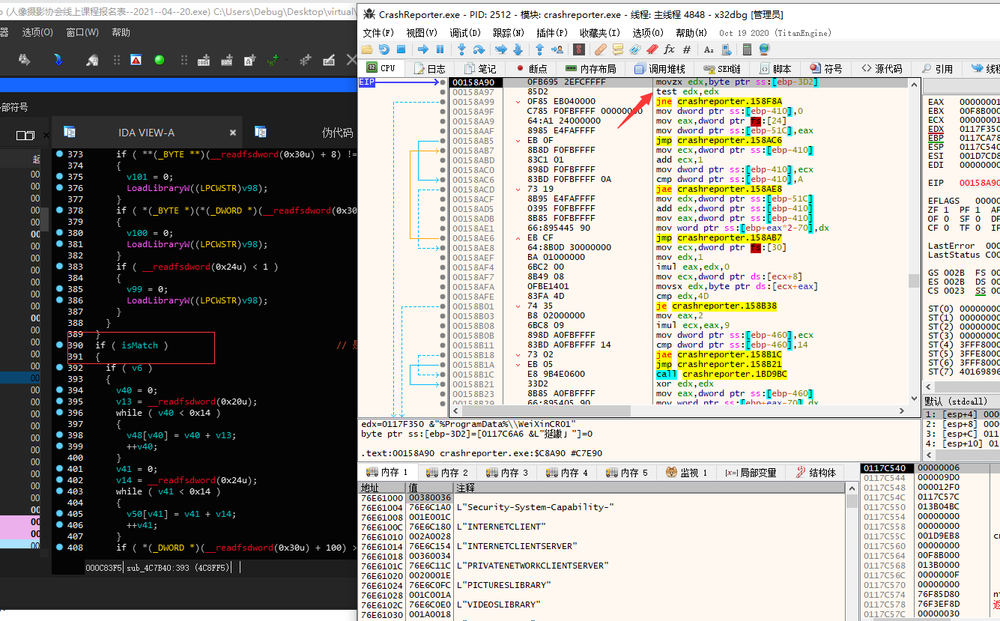 (人像摄影协会线上课程报名表--2021--04--20.exe) C:\Users\Debug\Desktop\virtual\
选项(O) 窗口(W) 帮助
部符号
IDA VIEW-A
伪代码
373 if ( **(_BYTE **)(__readfsdword(0x30u) + 8) !=
374 {
375 v101 = 0;
376 LoadLibraryW((LPCWSTR)v98);
377 }
378 if ( *(_BYTE *)(*(_DWORD *)(__readfsdword(0x30
379 {
380 v100 = 0;
381 LoadLibraryW((LPCWSTR)v98);
382 }
383 if ( __readfsdword(0x24u) < 1 )
384 {
385 v99 = 0;
386 LoadLibraryW((LPCWSTR)v98);
387 }
388 }
389 }
390 if ( isMatch ) //
391 {
392 if ( v6 )
393 {
394 v40 = 0;
395 v13 = __readfsdword(0x20u);
396 while ( v40 < 0x14 )
397 {
398 v48[v40] = v40 + v13;
399 ++v40;
400 }
401 v41 = 0;
402 v14 = __readfsdword(0x24u);
403 while ( v41 < 0x14 )
404 {
405 v50[v41] = v41 + v14;
406 ++v41;
407 }
408 if ( *(_DWORD *)(__readfsdword(0x30u) + 100) >
000C83F5 sub_4C7B40:393 (4C8FF5)
CrashReporter.exe - PID: 2512 - 模块: crashreporter.exe - 线程: 主线程 4848 - x32dbg [管理员]
文件(F) 视图(V) 调试(D) 跟踪(N) 插件(P) 收藏夹(I) 选项(O) 帮助(H) Oct 19 2020 (TitanEngine)
CPU 日志 笔记 断点 内存布局 调用堆栈 SEH链 脚本 符号 源代码 引用 线程
EIP
00158A90 0FB695 2EFCFFFF movzx edx,byte ptr ss:[ebp-3D2]
00158A97 85D2 test edx,edx
00158A99 0F85 EB040000 jne crashreporter.158F8A
00158A9F C785 F0FBFFFF 00000000 mov dword ptr ss:[ebp-410],0
00158AA9 64:A1 24000000 mov eax,dword ptr fs:[24]
00158AAF 8985 E4FAFFFF mov dword ptr ss:[ebp-51C],eax
00158AB5 EB 0F jmp crashreporter.158AC6
00158AB7 8B8D F0FBFFFF mov ecx,dword ptr ss:[ebp-410]
00158ABD 83C1 01 add ecx,1
00158AC0 898D F0FBFFFF mov dword ptr ss:[ebp-410],ecx
00158AC6 83BD F0FBFFFF 0A cmp dword ptr ss:[ebp-410],A
00158ACD 73 19 jae crashreporter.158AE8
00158ACF 8B95 E4FAFFFF mov edx,dword ptr ss:[ebp-51C]
00158AD5 0395 F0FBFFFF add edx,dword ptr ss:[ebp-410]
00158ADB 8B85 F0FBFFFF mov eax,dword ptr ss:[ebp-410]
00158AE1 66:895445 90 mov word ptr ss:[ebp+eax*2-70],dx
00158AE6 EB CF jmp crashreporter.158AB7
00158AE8 64:8B0D 30000000 mov ecx,dword ptr fs:[30]
00158AEF BA 01000000 mov edx,1
00158AF4 6BC2 00 imul eax,edx,0
00158AF7 8B49 08 mov ecx,dword ptr ds:[ecx+8]
00158AFA 0FBE1401 movsx edx,byte ptr ds:[ecx+eax]
00158AFE 83FA 4D cmp edx,4D
00158B01 74 35 je crashreporter.158B38
00158B03 B8 02000000 mov eax,2
00158B08 6BC8 09 imul ecx,eax,9
00158B0B 898D A0FBFFFF mov dword ptr ss:[ebp-460],ecx
00158B11 83BD A0FBFFFF 14 cmp dword ptr ss:[ebp-460],14
00158B18 73 02 jae crashreporter.158B1C
00158B1A EB 05 jmp crashreporter.158B21
00158B1C E8 9B4E0600 call crashreporter.1BD9BC
00158B21 33D2 xor edx,edx
00158B23 8B85 A0FBFFFF mov eax,dword ptr ss:[ebp-460]
edx=0117F350 &"%ProgramData%\\WeiXinCR01"
.text:00158A90 crashreporter.exe:$C8A90 #C7E90
EAX 00000
EBX 00F8B0
ECX 000000
EDX 0117F35
EBP 0117CA78
ESP 0117C540
ESI 001D7CD8
EDI 000000
EIP 00158A90
EFLAGS 0000
ZF 1 PF 1 AF
OF 0 SF 0 DF
CF 0 TF 0 IF
LastError 000
LastStatus C00
GS 002B FS 00
ES 002B DS 00
CS 0023 SS 00
ST(0) 00000
ST(1) 00000
ST(2) 00000
ST(3) 00000
ST(4) 3FFF800
ST(5) 3FFE800
ST(6) 3FFF800
ST(7) 4016989
默认 (stdcall)
1: [esp+4] 000
2: [esp+8] 000
3: [esp+C] 011
4: [esp+10] 01
内存 1 内存 2 内存 3 内存 4 内存 5 监视 1 局部变量 结构体
地址 值 注释
76E61000 00380036
76E61004 76E6C1A0 L"Security-System-Capability-"
76E61008 001E001C
76E6100C 76E6C180 L"INTERNETCLIENT"
76E61010 002A0028
76E61014 76E6C154 L"INTERNETCLIENTSERVER"
76E61018 00360034
76E6101C 76E6C11C L"PRIVATENETWORKCLIENTSERVER"
76E61020 0020001E
76E61024 76E6C0FC L"PICTURESLIBRARY"
76E61028 001C001A
76E6102C 76E6C0E0 L"VIDEOSLIBRARY"
76E61030 001A0018
0117C540 00000006
0117C544 000009D0
0117C548 000012F0
0117C54C 0117C57C
0117C550 013B04BC
0117C554 00000000
0117C558 00000000
0117C55C 001D9EB8
0117C560 00000000
0117C564 00F8B000
0117C568 013B0000
0117C56C 0000000F
0117C570 00000000
0117C574 76F85D80
0117C578 76F3EF8D
0117C57C 00000030